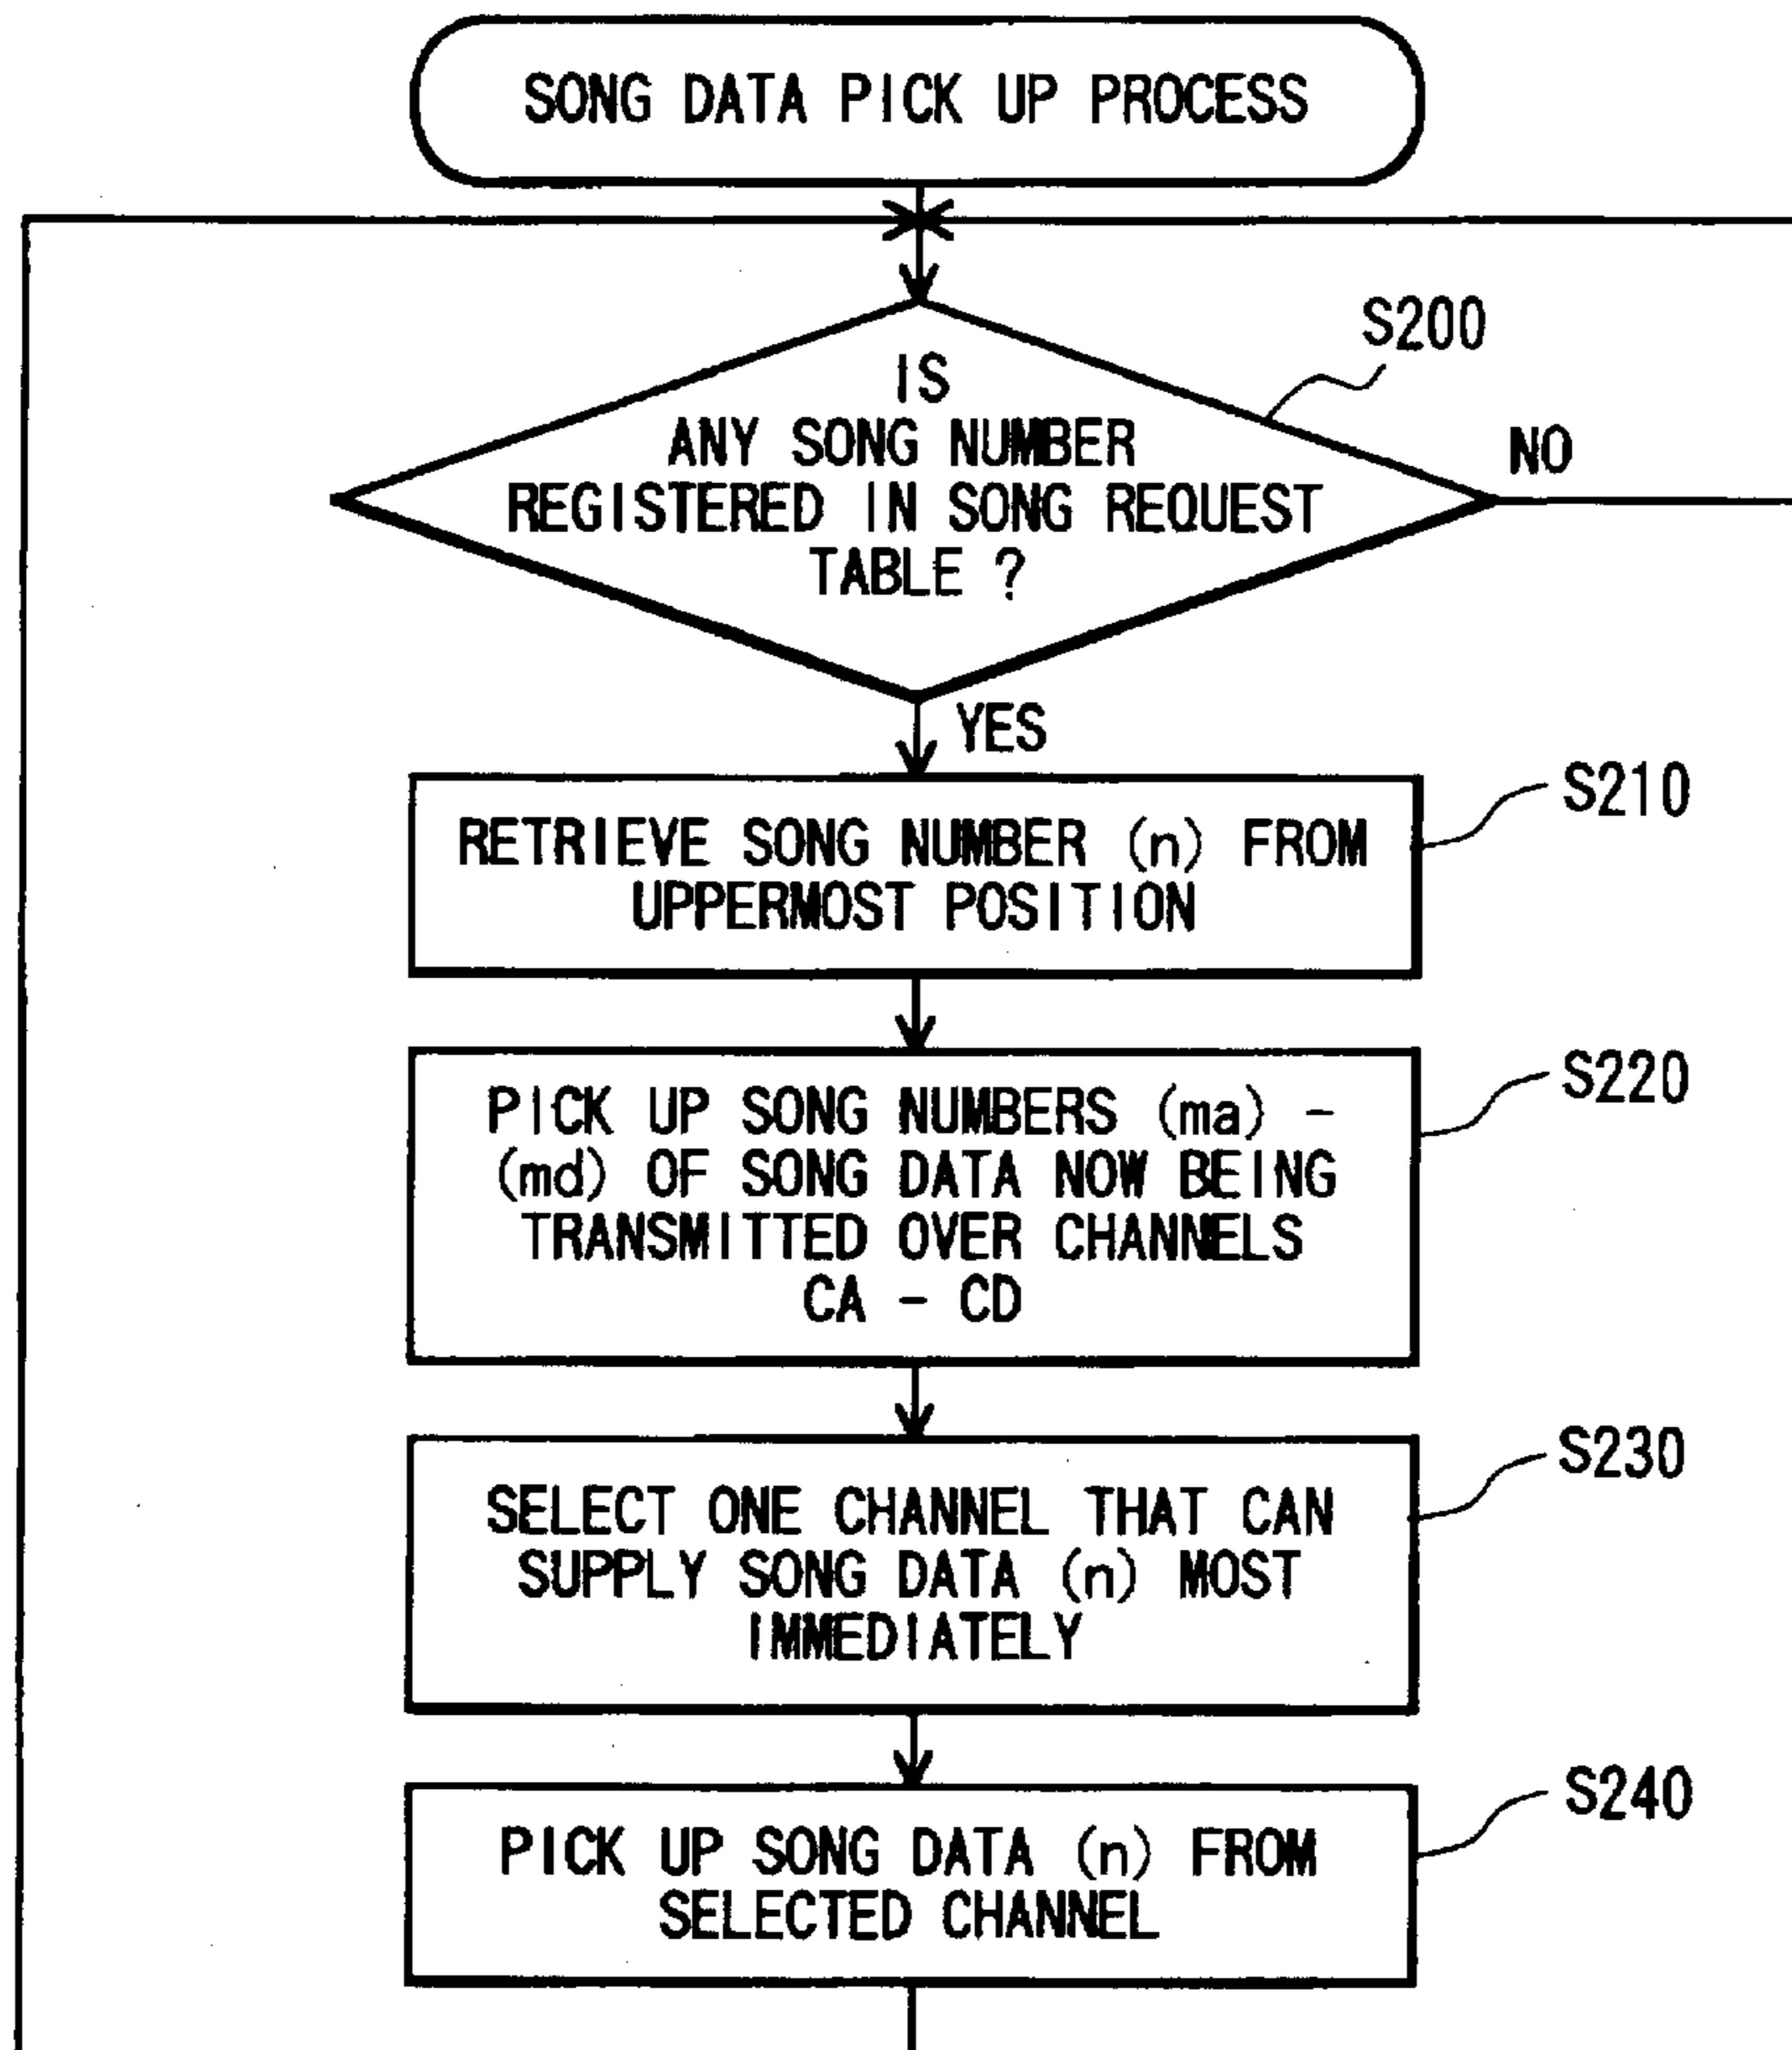 SONG DATA PICK UP PROCESS
S200
IS
ANY SONG NUMBER
REGISTERED IN SONG REQUEST
TABLE ?
NO
YES
S210
RETRIEVE SONG NUMBER (n) FROM
UPPERMOST POSITION
S220
PICK UP SONG NUMBERS (ma) -
(md) OF SONG DATA NOW BEING
TRANSMITTED OVER CHANNELS
CA - CD
S230
SELECT ONE CHANNEL THAT CAN
SUPPLY SONG DATA (n) MOST
IMMEDIATELY
S240
PICK UP SONG DATA (n) FROM
SELECTED CHANNEL